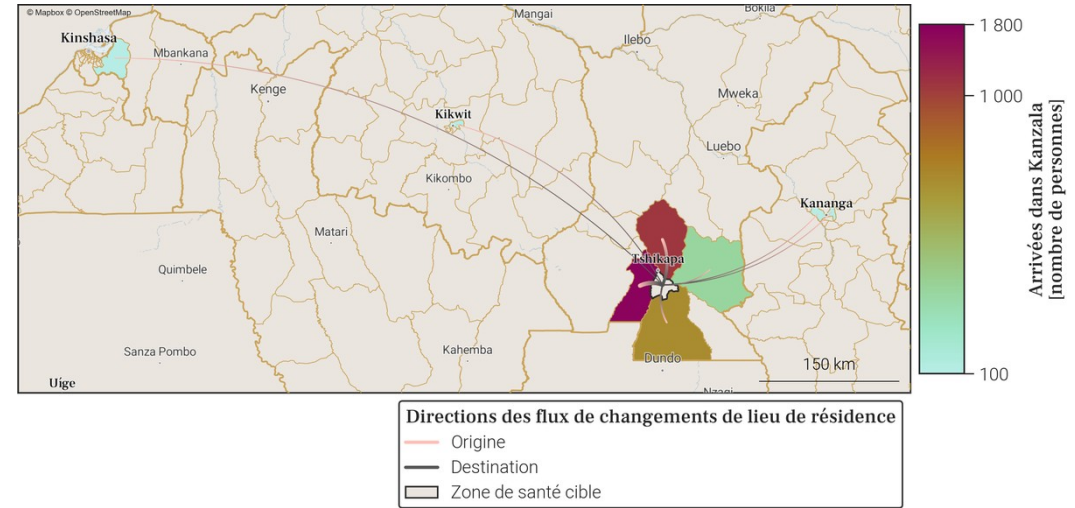 © Mapbox © OpenStreetMap
Mangai
Bokila
Kinshasa
Mbankana
Ilebo
Kenge
Mweka
Kikwit
Luebo
Kikombo
Kananga
Matari
Tshikapa
Quimbele
Sanza Pombo
Kahemba
Dundo
150 km
Uíge
Nzagi
1 800
1 000
100
Arrivées dans Kanzala
[nombre de personnes]
Directions des flux de changements de lieu de résidence
Origine
Destination
Zone de santé cible